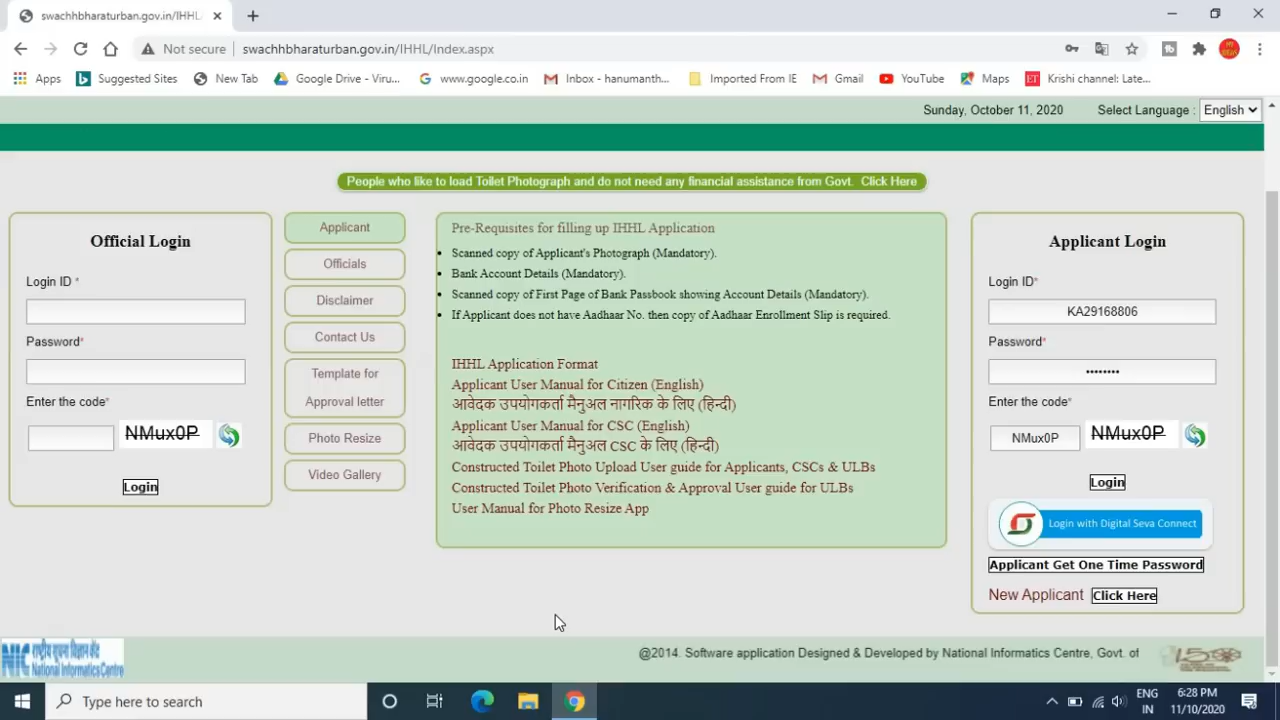 swachhbharaturban.gov.in/IHHL
Not secure swachhbharaturban.gov.in/IHHL/Index.aspx
Apps Suggested Sites New Tab Google Drive - Viru... www.google.co.in Inbox - hanumanth... Imported From IE Gmail YouTube Maps ET Krishi channel: Late...
Sunday, October 11, 2020 Select Language : English
People who like to load Toilet Photograph and do not need any financial assistance from Govt. Click Here
Official Login
Login ID *
Password*
Enter the code*
NMux0P
Login
Applicant
Officials
Disclaimer
Contact Us
Template for
Approval letter
Photo Resize
Video Gallery
Pre-Requisites for filling up IHHL Application
• Scanned copy of Applicant's Photograph (Mandatory).
• Bank Account Details (Mandatory).
• Scanned copy of First Page of Bank Passbook showing Account Details (Mandatory).
• If Applicant does not have Aadhaar No. then copy of Aadhaar Enrollment Slip is required.
IHHL Application Format
Applicant User Manual for Citizen (English)
आवेदक उपयोगकर्ता मैनुअल नागरिक के लिए (हिन्दी)
Applicant User Manual for CSC (English)
आवेदक उपयोगकर्ता मैनुअल CSC के लिए (हिन्दी)
Constructed Toilet Photo Upload User guide for Applicants, CSCs & ULBs
Constructed Toilet Photo Verification & Approval User guide for ULBs
User Manual for Photo Resize App
Applicant Login
Login ID*
KA29168806
Password*
••••••••
Enter the code*
NMux0P NMux0P
Login
Login with Digital Seva Connect
Applicant Get One Time Password
New Applicant Click Here
NIC राष्ट्रीय सूचना विज्ञान केंद्र
National Informatics Centre
@2014. Software application Designed & Developed by National Informatics Centre, Govt. of
Type here to search
ENG
IN
6:28 PM
11/10/2020